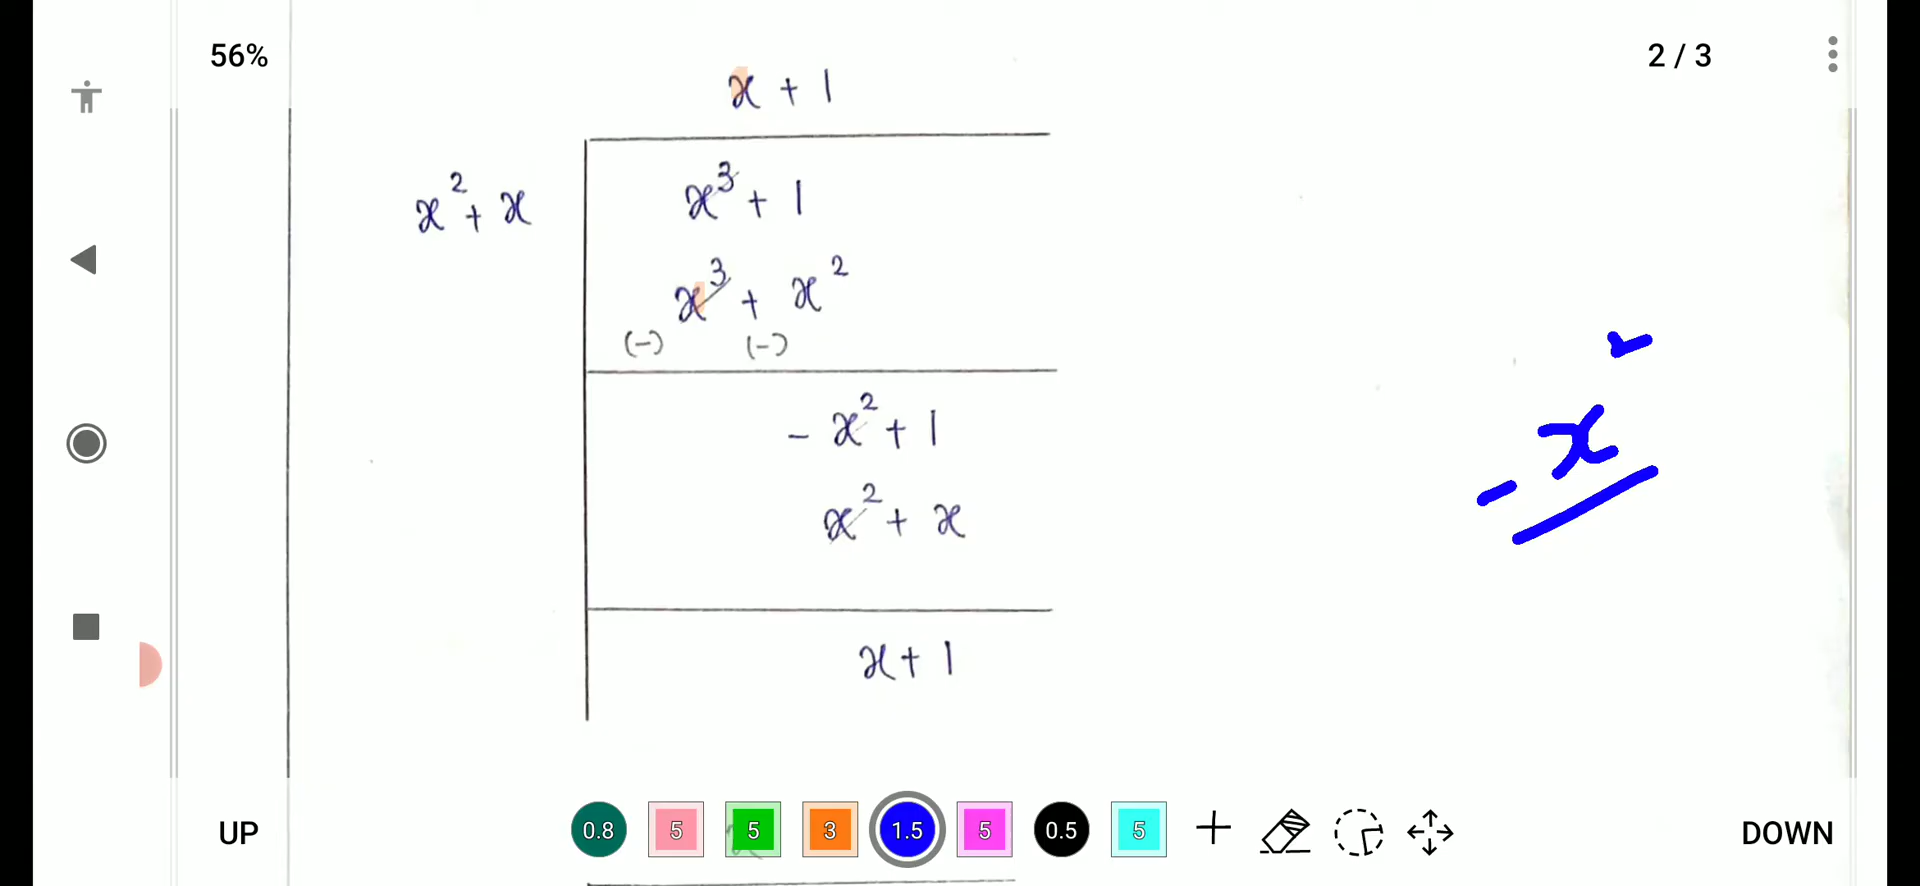 56%
2 / 3
x + 1
x² + x
x³ + 1
x³ + x²
(-) (-)
- x² + 1
x² + x
x + 1
- x
UP
0.8 5 5 3 1.5 5 0.5 5 +
DOWN